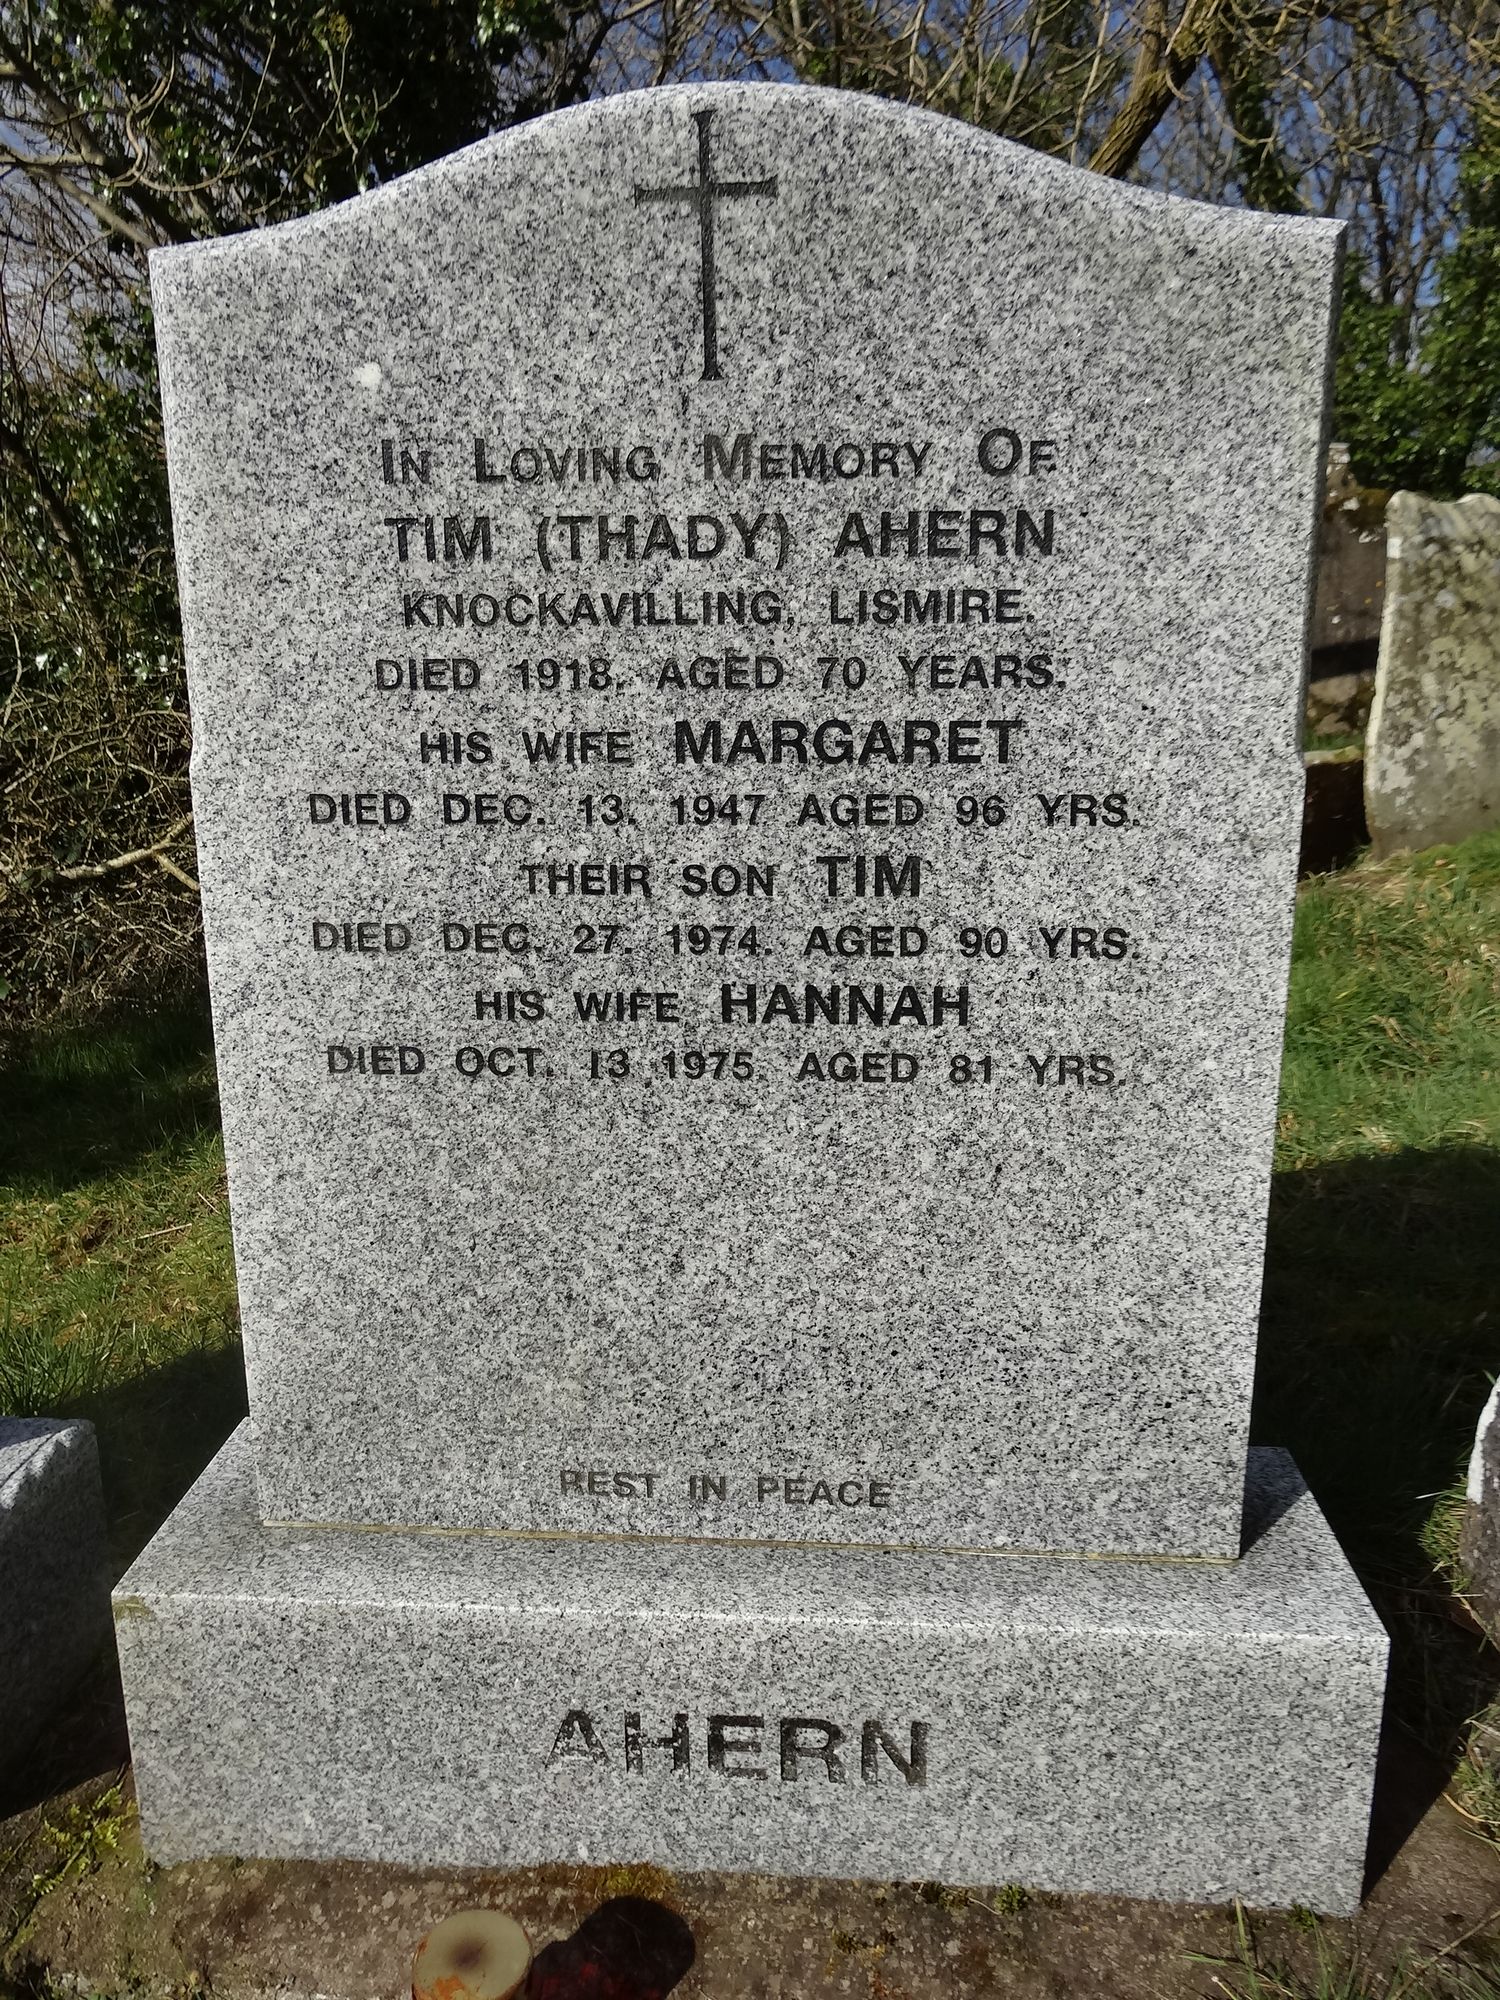 In Loving Memory Of
TIM (THADY) AHERN
KNOCKAVILLING, LISMIRE.
DIED 1918. AGED 70 YEARS.
HIS WIFE MARGARET
DIED DEC. 13. 1947 AGED 96 YRS.
THEIR SON TIM
DIED DEC. 27. 1974. AGED 90 YRS.
HIS WIFE HANNAH
DIED OCT. 13 1975. AGED 81 YRS.
REST IN PEACE
AHERN